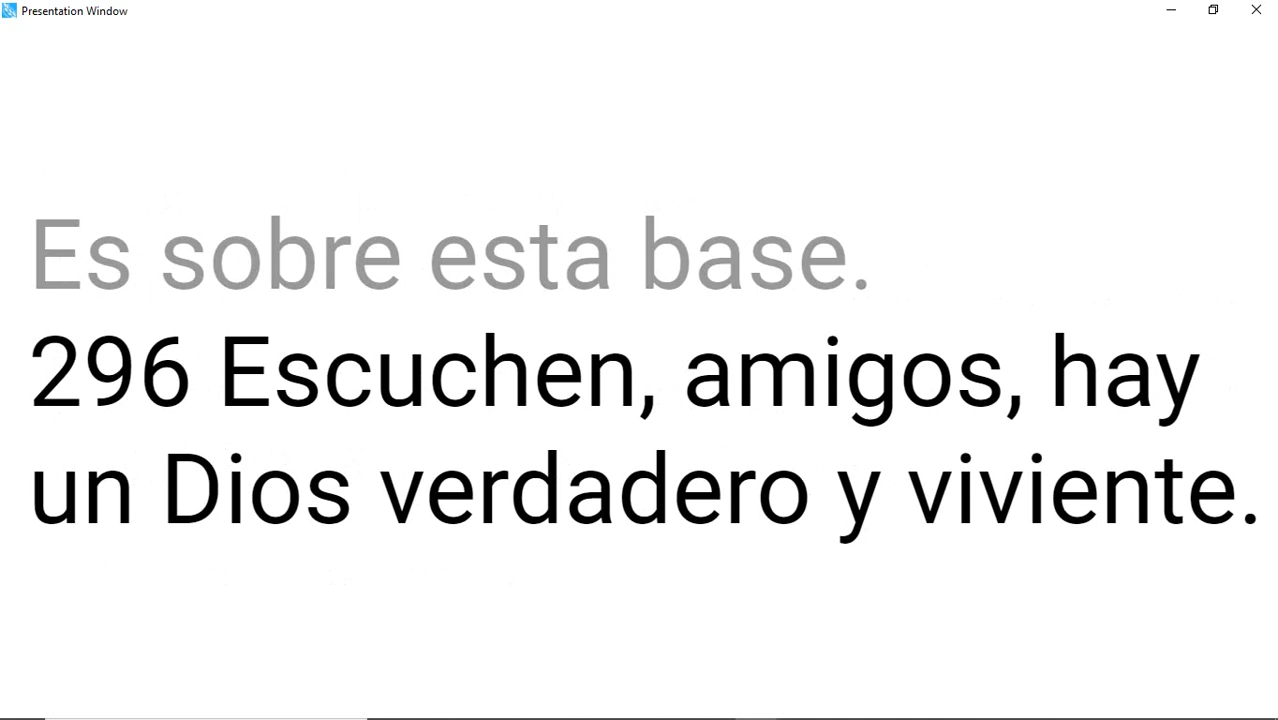 Presentation Window
Es sobre esta base.
296 Escuchen, amigos, hay
un Dios verdadero y viviente.